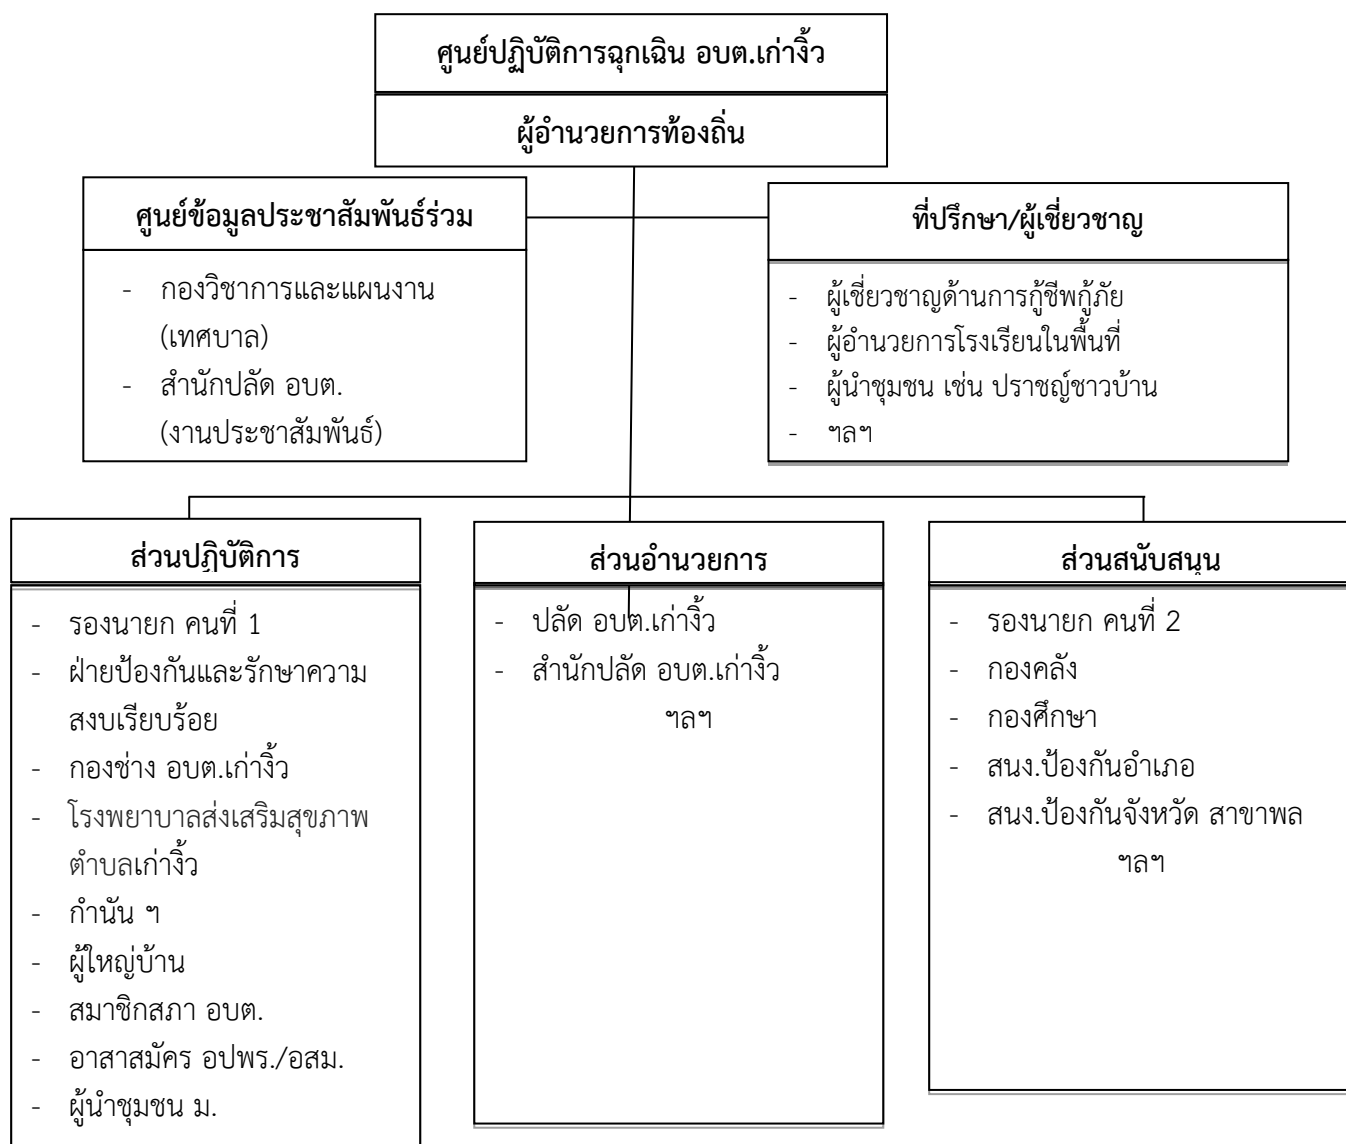 ศูนย์ปฏิบัติการฉุกเฉิน อบต.เก่างิ้ว
ผู้อำนวยการท้องถิ่น
ศูนย์ข้อมูลประชาสัมพันธ์ร่วม
- กองวิชาการและแผนงาน
(เทศบาล)
- สำนักปลัด อบต.
(งานประชาสัมพันธ์)
ที่ปรึกษา/ผู้เชี่ยวชาญ
- ผู้เชี่ยวชาญด้านการกู้ชีพกู้ภัย
- ผู้อำนวยการโรงเรียนในพื้นที่
- ผู้นำชุมชน เช่น ปราชญ์ชาวบ้าน
- ฯลฯ
ส่วนปฏิบัติการ
- รองนายก คนที่ 1
- ฝ่ายป้องกันและรักษาความ
สงบเรียบร้อย
- กองช่าง อบต.เก่างิ้ว
- โรงพยาบาลส่งเสริมสุขภาพ
ตำบลเก่างิ้ว
- กำนัน ฯ
- ผู้ใหญ่บ้าน
- สมาชิกสภา อบต.
- อาสาสมัคร อปพร./อสม.
- ผู้นำชุมชน ม.
ส่วนอำนวยการ
- ปลัด อบต.เก่างิ้ว
- สำนักปลัด อบต.เก่างิ้ว
ฯลฯ
ส่วนสนับสนุน
- รองนายก คนที่ 2
- กองคลัง
- กองศึกษา
- สนง.ป้องกันอำเภอ
- สนง.ป้องกันจังหวัด สาขาพล
ฯลฯ